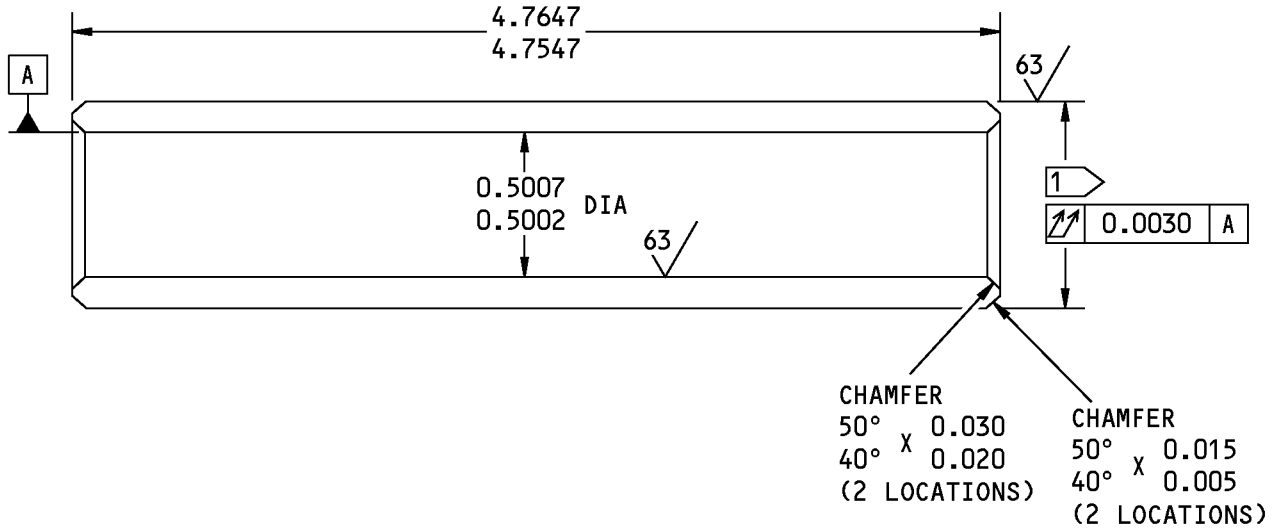 4.7647
4.7547
A
63
0.5007
0.5002 DIA
63
1
0.0030 A
CHAMFER
50° X 0.030
40° 0.020
(2 LOCATIONS)
CHAMFER
50° X 0.015
40° 0.005
(2 LOCATIONS)